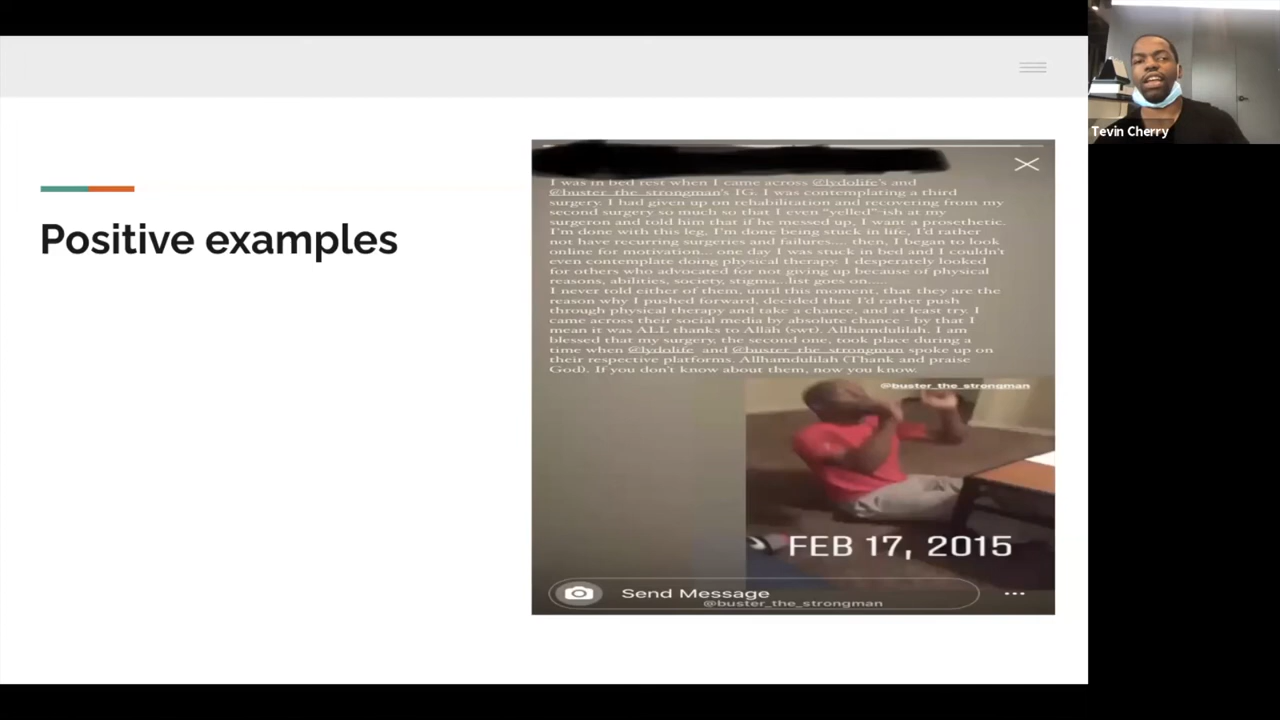 Positive examples
I was in bed rest when I came across @lydolife's and
@buster_the_strongman's IG. I was contemplating a third
surgery. I had given up on rehabilitation and recovering from my
second surgery so much so that I even "yelled"-ish at my
surgeron and told him that if he messed up, I want a prosethetic.
I'm done with this leg, I'm done being stuck in life, I'd rather
not have recurring surgeries and failures.... then, I began to look
online for motivation... one day I was stuck in bed and I couldn't
even contemplate doing physical therapy. I desperately looked
for others who advocated for not giving up because of physical
reasons, abilities, society, stigma...list goes on.....
I never told either of them, until this moment, that they are the
reason why I pushed forward, decided that I'd rather push
through physical therapy and take a chance, and at least try. I
came across their social media by absolute chance - by that I
mean it was ALL thanks to Allāh (swt). Allhamdulilah. I am
blessed that my surgery, the second one, took place during a
time when @lydolife and @buster_the_strongman spoke up on
their respective platforms. Allhamdulilah (Thank and praise
God). If you don't know about them, now you know.
@buster_the_strongman
FEB 17, 2015
Send Message
@buster_the_strongman
Tevin Cherry